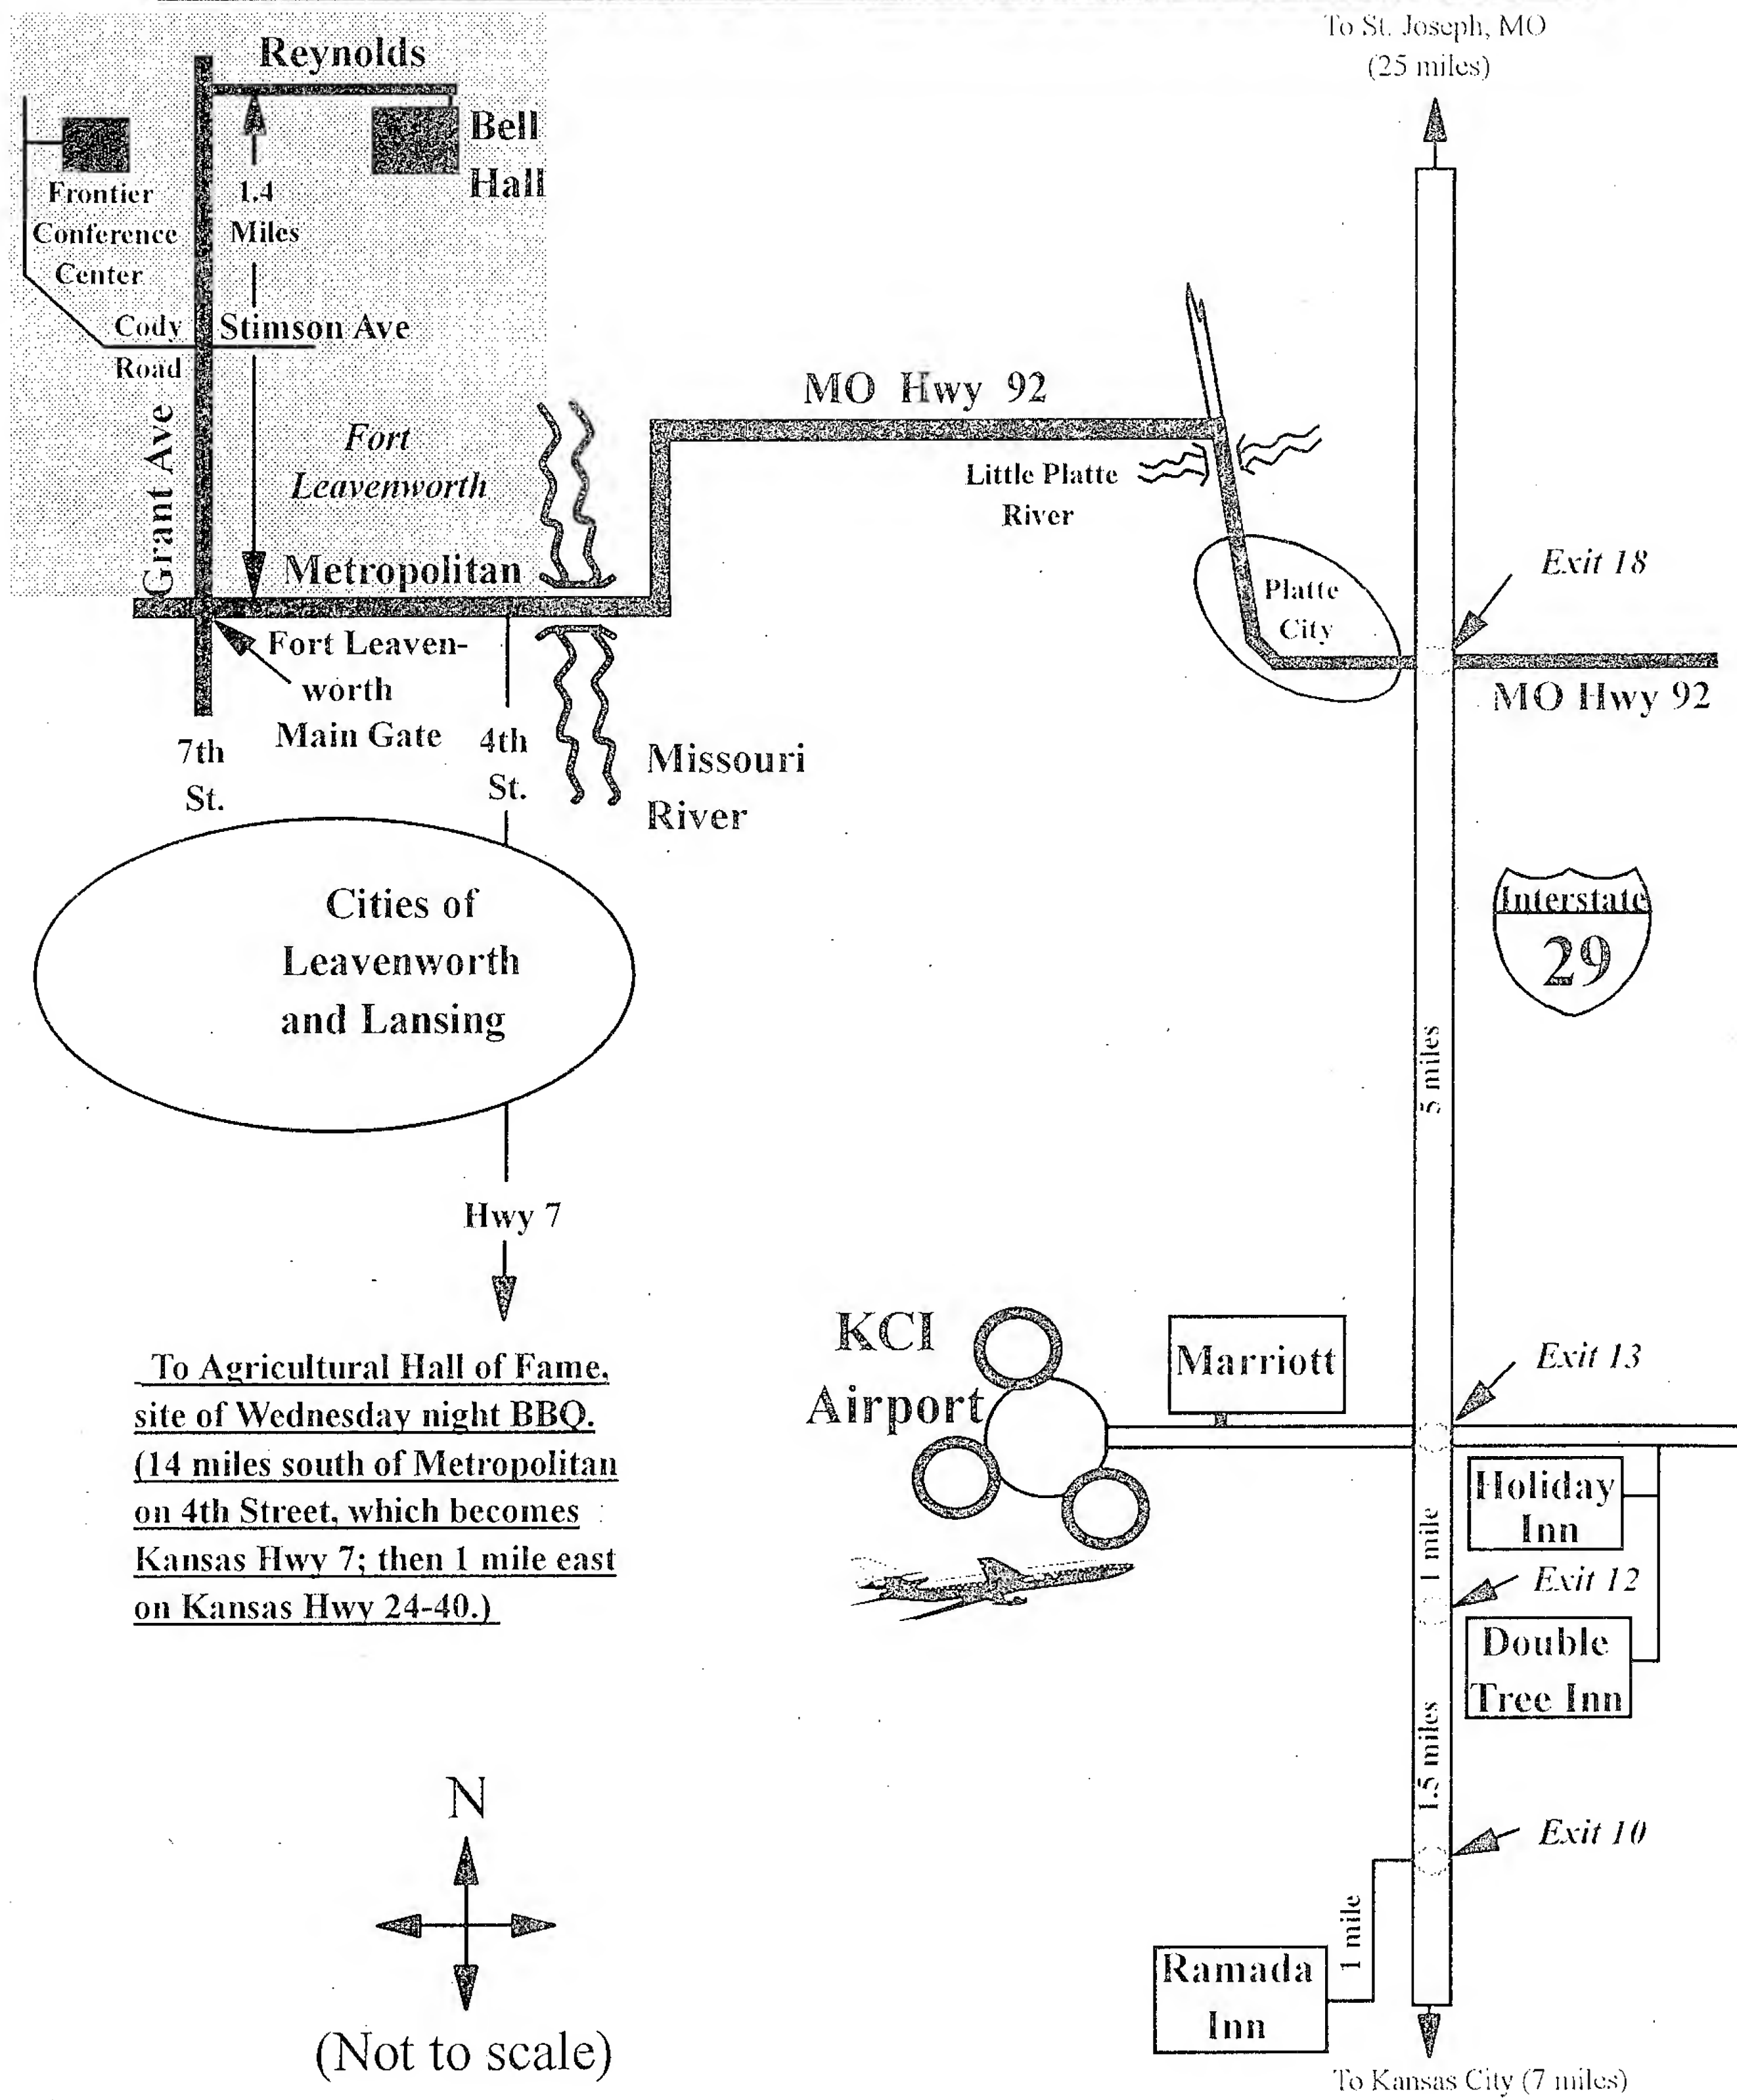 To St. Joseph, MO
(25 miles)
Reynolds
Bell
Hall
Frontier
Conference
Center
1.4
Miles
Cody
Road
Stimson Ave
Grant Ave
Fort
Leavenworth
Metropolitan
MO Hwy 92
Little Platte
River
Platte
City
Exit 18
MO Hwy 92
Fort Leaven-
worth
Main Gate
7th
St.
4th
St.
Missouri
River
Cities of
Leavenworth
and Lansing
Interstate
29
5 miles
Hwy 7
To Agricultural Hall of Fame,
site of Wednesday night BBQ.
(14 miles south of Metropolitan
on 4th Street, which becomes
Kansas Hwy 7; then 1 mile east
on Kansas Hwy 24-40.)
KCI
Airport
Marriott
Exit 13
Holiday
Inn
1 mile
Exit 12
Double
Tree Inn
1.5 miles
Exit 10
1 mile
Ramada
Inn
N
(Not to scale)
To Kansas City (7 miles)